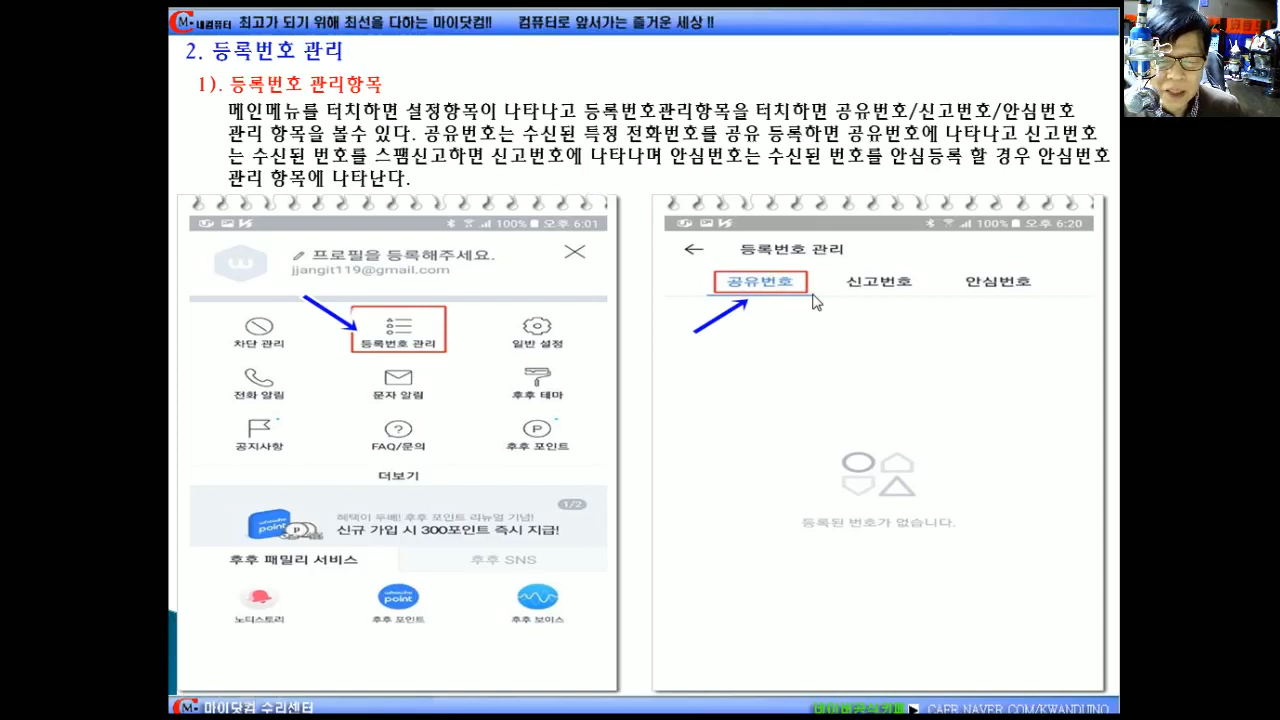 내컴퓨터 최고가 되기 위해 최선을 다하는 마이닷컴!! 컴퓨터로 앞서가는 즐거운 세상 !!
2. 등록번호 관리
1). 등록번호 관리항목
메인메뉴를 터치하면 설정항목이 나타나고 등록번호관리항목을 터치하면 공유번호/신고번호/안심번호
관리 항목을 볼수 있다. 공유번호는 수신된 특정 전화번호를 공유 등록하면 공유번호에 나타나고 신고번호
는 수신된 번호를 스팸신고하면 신고번호에 나타나며 안심번호는 수신된 번호를 안심등록 할 경우 안심번호
관리 항목에 나타난다.
100% 오후 6:01
프로필을 등록해주세요.
jjangit119@gmail.com
차단 관리 등록번호 관리 일반 설정
전화 알림 문자 알림 후후 테마
공지사항 FAQ/문의 후후 포인트
더보기
1/2
혜택이 두배! 후후 포인트 리뉴얼 기념!
신규 가입 시 300포인트 즉시 지급!
point
후후 패밀리 서비스 후후 SNS
point
노티스토리 후후 포인트 후후 보이스
100% 오후 6:20
등록번호 관리
공유번호 신고번호 안심번호
등록된 번호가 없습니다.
마이닷컴 수리센터 네이버공식카페 ▶ CAFE.NAVER.COM/KWANDUINO